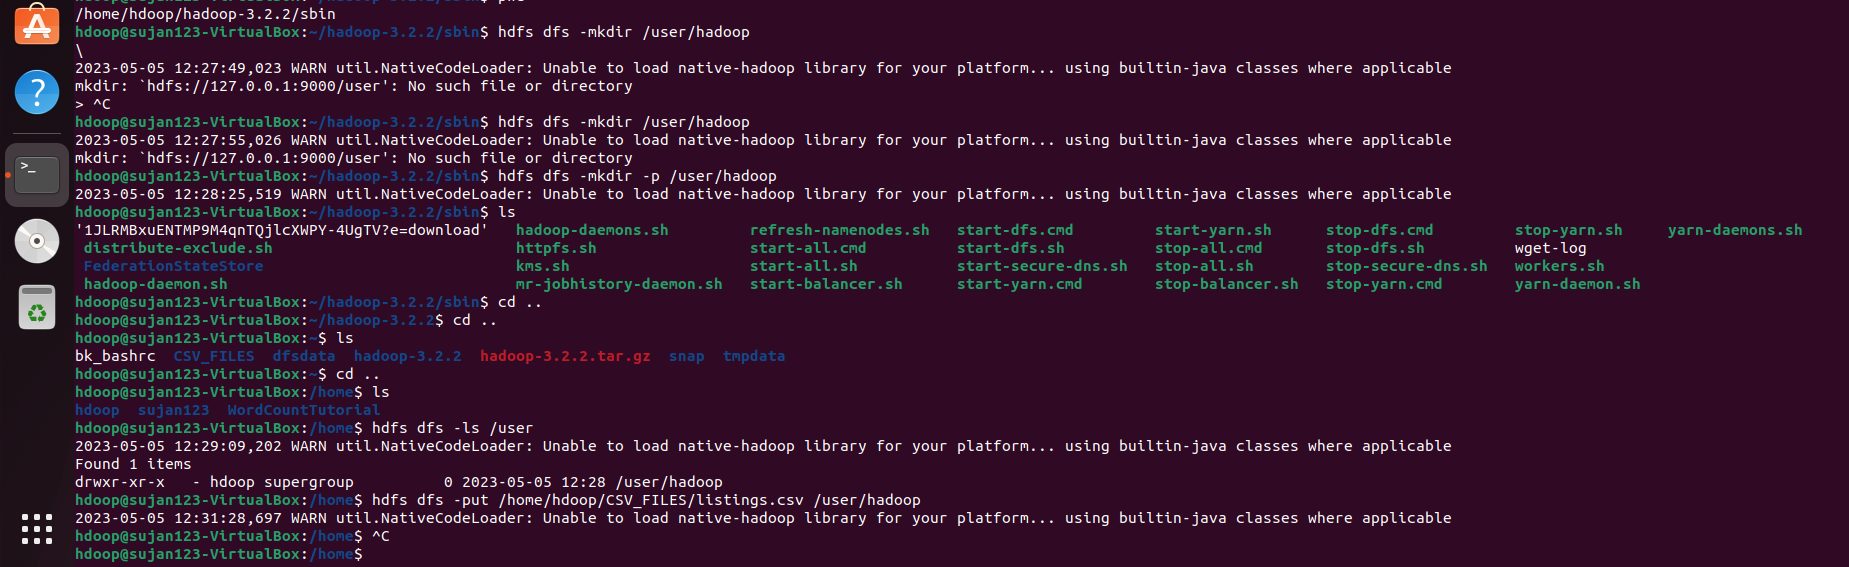 /home/hdoop/hadoop-3.2.2/sbin
hdoop@sujan123-VirtualBox:~/hadoop-3.2.2/sbin$ hdfs dfs -mkdir /user/hadoop
\
2023-05-05 12:27:49,023 WARN util.NativeCodeLoader: Unable to load native-hadoop library for your platform... using builtin-java classes where applicable
mkdir: `hdfs://127.0.0.1:9000/user': No such file or directory
> ^C
hdoop@sujan123-VirtualBox:~/hadoop-3.2.2/sbin$ hdfs dfs -mkdir /user/hadoop
2023-05-05 12:27:55,026 WARN util.NativeCodeLoader: Unable to load native-hadoop library for your platform... using builtin-java classes where applicable
mkdir: `hdfs://127.0.0.1:9000/user': No such file or directory
hdoop@sujan123-VirtualBox:~/hadoop-3.2.2/sbin$ hdfs dfs -mkdir -p /user/hadoop
2023-05-05 12:28:25,519 WARN util.NativeCodeLoader: Unable to load native-hadoop library for your platform... using builtin-java classes where applicable
hdoop@sujan123-VirtualBox:~/hadoop-3.2.2/sbin$ ls
'1JLRMBxuENTMP9M4qnTQjlcXWPY-4UgTV?e=download' hadoop-daemons.sh refresh-namenodes.sh start-dfs.cmd start-yarn.sh stop-dfs.cmd stop-yarn.sh yarn-daemons.sh
distribute-exclude.sh httpfs.sh start-all.cmd start-dfs.sh stop-all.cmd stop-dfs.sh wget-log
FederationStateStore kms.sh start-all.sh start-secure-dns.sh stop-all.sh stop-secure-dns.sh workers.sh
hadoop-daemon.sh mr-jobhistory-daemon.sh start-balancer.sh start-yarn.cmd stop-balancer.sh stop-yarn.cmd yarn-daemon.sh
hdoop@sujan123-VirtualBox:~/hadoop-3.2.2/sbin$ cd ..
hdoop@sujan123-VirtualBox:~/hadoop-3.2.2$ cd ..
hdoop@sujan123-VirtualBox:~$ ls
bk_bashrc CSV_FILES dfsdata hadoop-3.2.2 hadoop-3.2.2.tar.gz snap tmpdata
hdoop@sujan123-VirtualBox:~$ cd ..
hdoop@sujan123-VirtualBox:/home$ ls
hdoop sujan123 WordCountTutorial
hdoop@sujan123-VirtualBox:/home$ hdfs dfs -ls /user
2023-05-05 12:29:09,202 WARN util.NativeCodeLoader: Unable to load native-hadoop library for your platform... using builtin-java classes where applicable
Found 1 items
drwxr-xr-x - hdoop supergroup 0 2023-05-05 12:28 /user/hadoop
hdoop@sujan123-VirtualBox:/home$ hdfs dfs -put /home/hdoop/CSV_FILES/listings.csv /user/hadoop
2023-05-05 12:31:28,697 WARN util.NativeCodeLoader: Unable to load native-hadoop library for your platform... using builtin-java classes where applicable
hdoop@sujan123-VirtualBox:/home$ ^C
hdoop@sujan123-VirtualBox:/home$